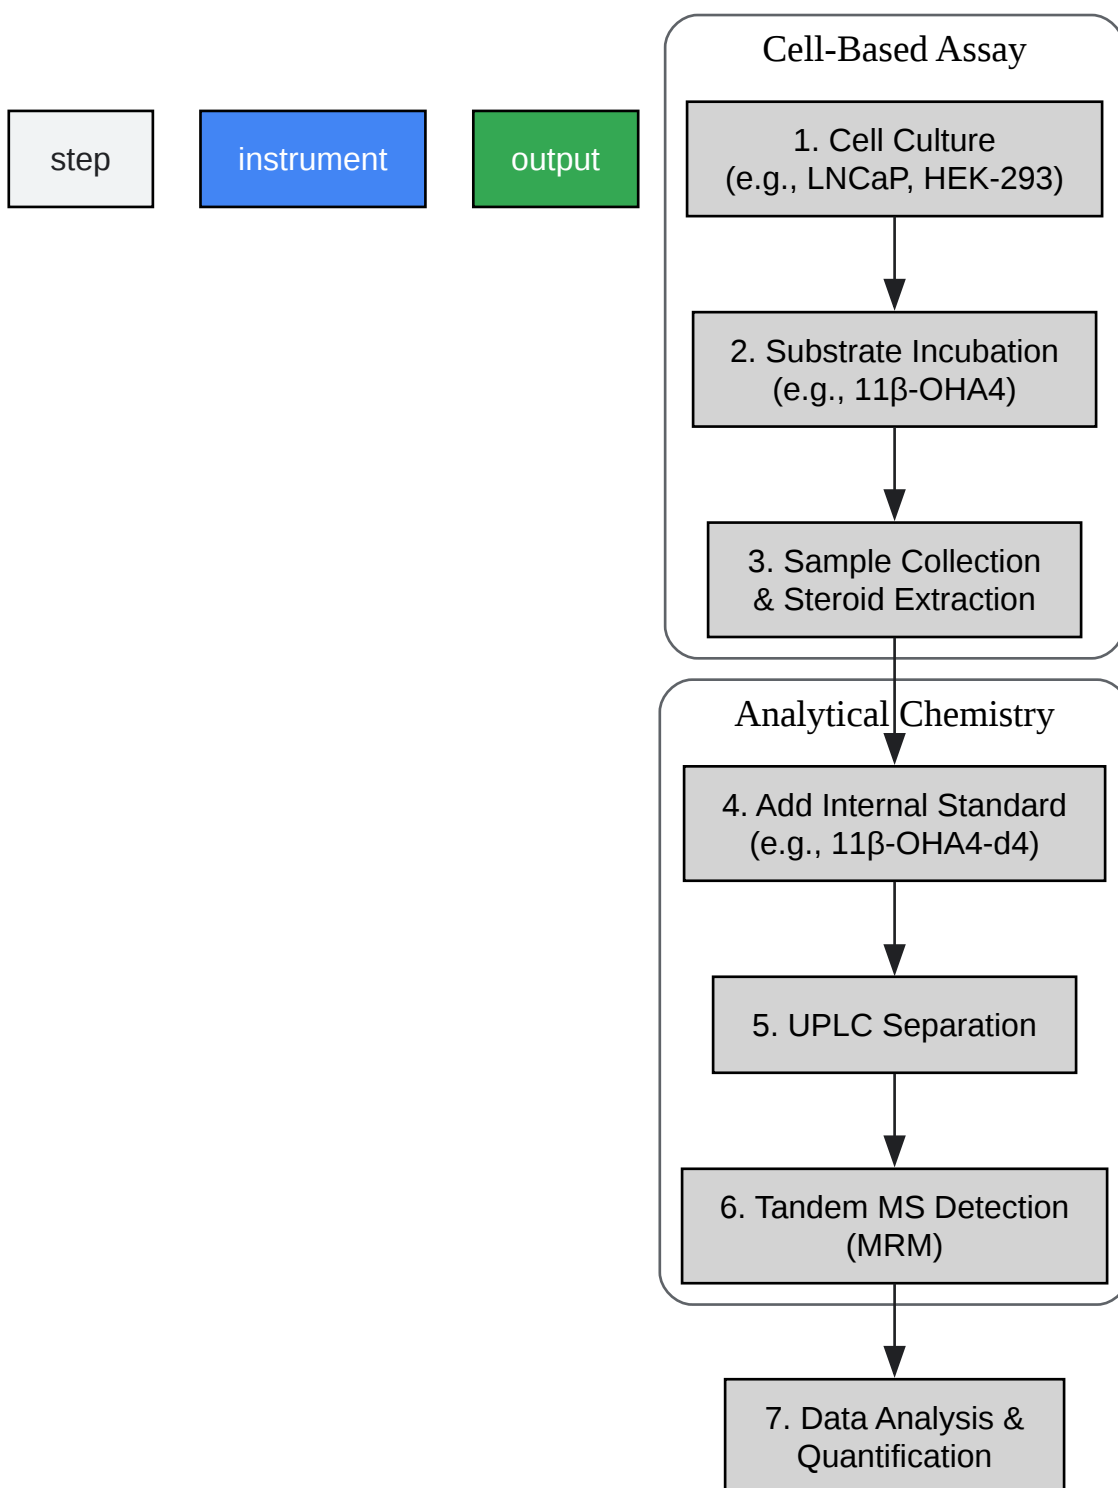 Cell-Based Assay
step
instrument
output
1. Cell Culture
(e.g., LNCaP, HEK-293)
2. Substrate Incubation
(e.g., 11β-OHA4)
3. Sample Collection
& Steroid Extraction
Analytical Chemistry
4. Add Internal Standard
(e.g., 11β-OHA4-d4)
5. UPLC Separation
6. Tandem MS Detection
(MRM)
7. Data Analysis &
Quantification